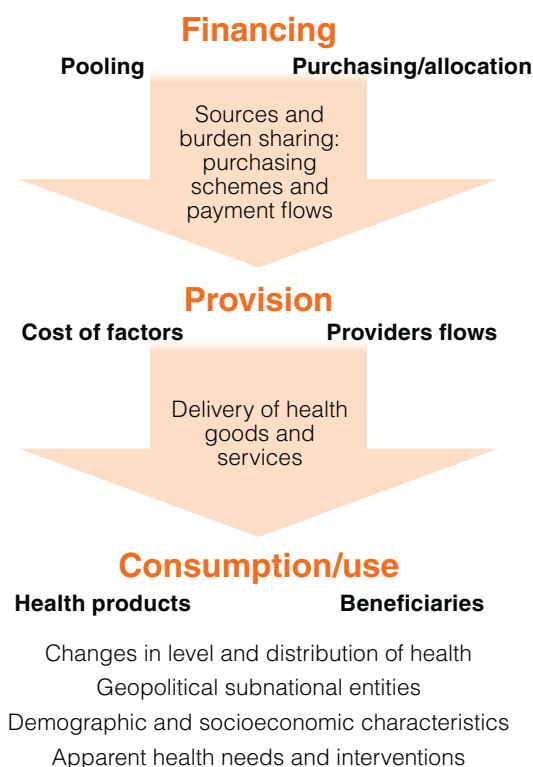 Financing
Pooling Purchasing/allocation
Sources and
burden sharing:
purchasing
schemes and
payment flows
Provision
Cost of factors Providers flows
Delivery of health
goods and
services
Consumption/use
Health products Beneficiaries
Changes in level and distribution of health
Geopolitical subnational entities
Demographic and socioeconomic characteristics
Apparent health needs and interventions